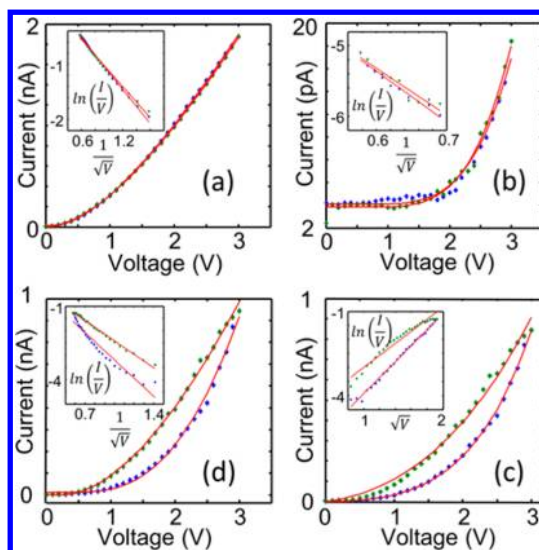 2
Current (nA)
0
0 1 2 3
Voltage (V)
(a)
-1
-2
ln(I/V)
0.6 1.2
1/√V
20
Current (pA)
2
0 1 2 3
Voltage (V)
(b)
-5
-6
ln(I/V)
0.6 0.7
1/√V
1
Current (nA)
0
0 1 2 3
Voltage (V)
(d)
-1
-4
ln(I/V)
0.7 1.4
1/√V
1
Current (nA)
0
0 1 2 3
Voltage (V)
(c)
-1
-4
ln(I/V)
1 2
√V